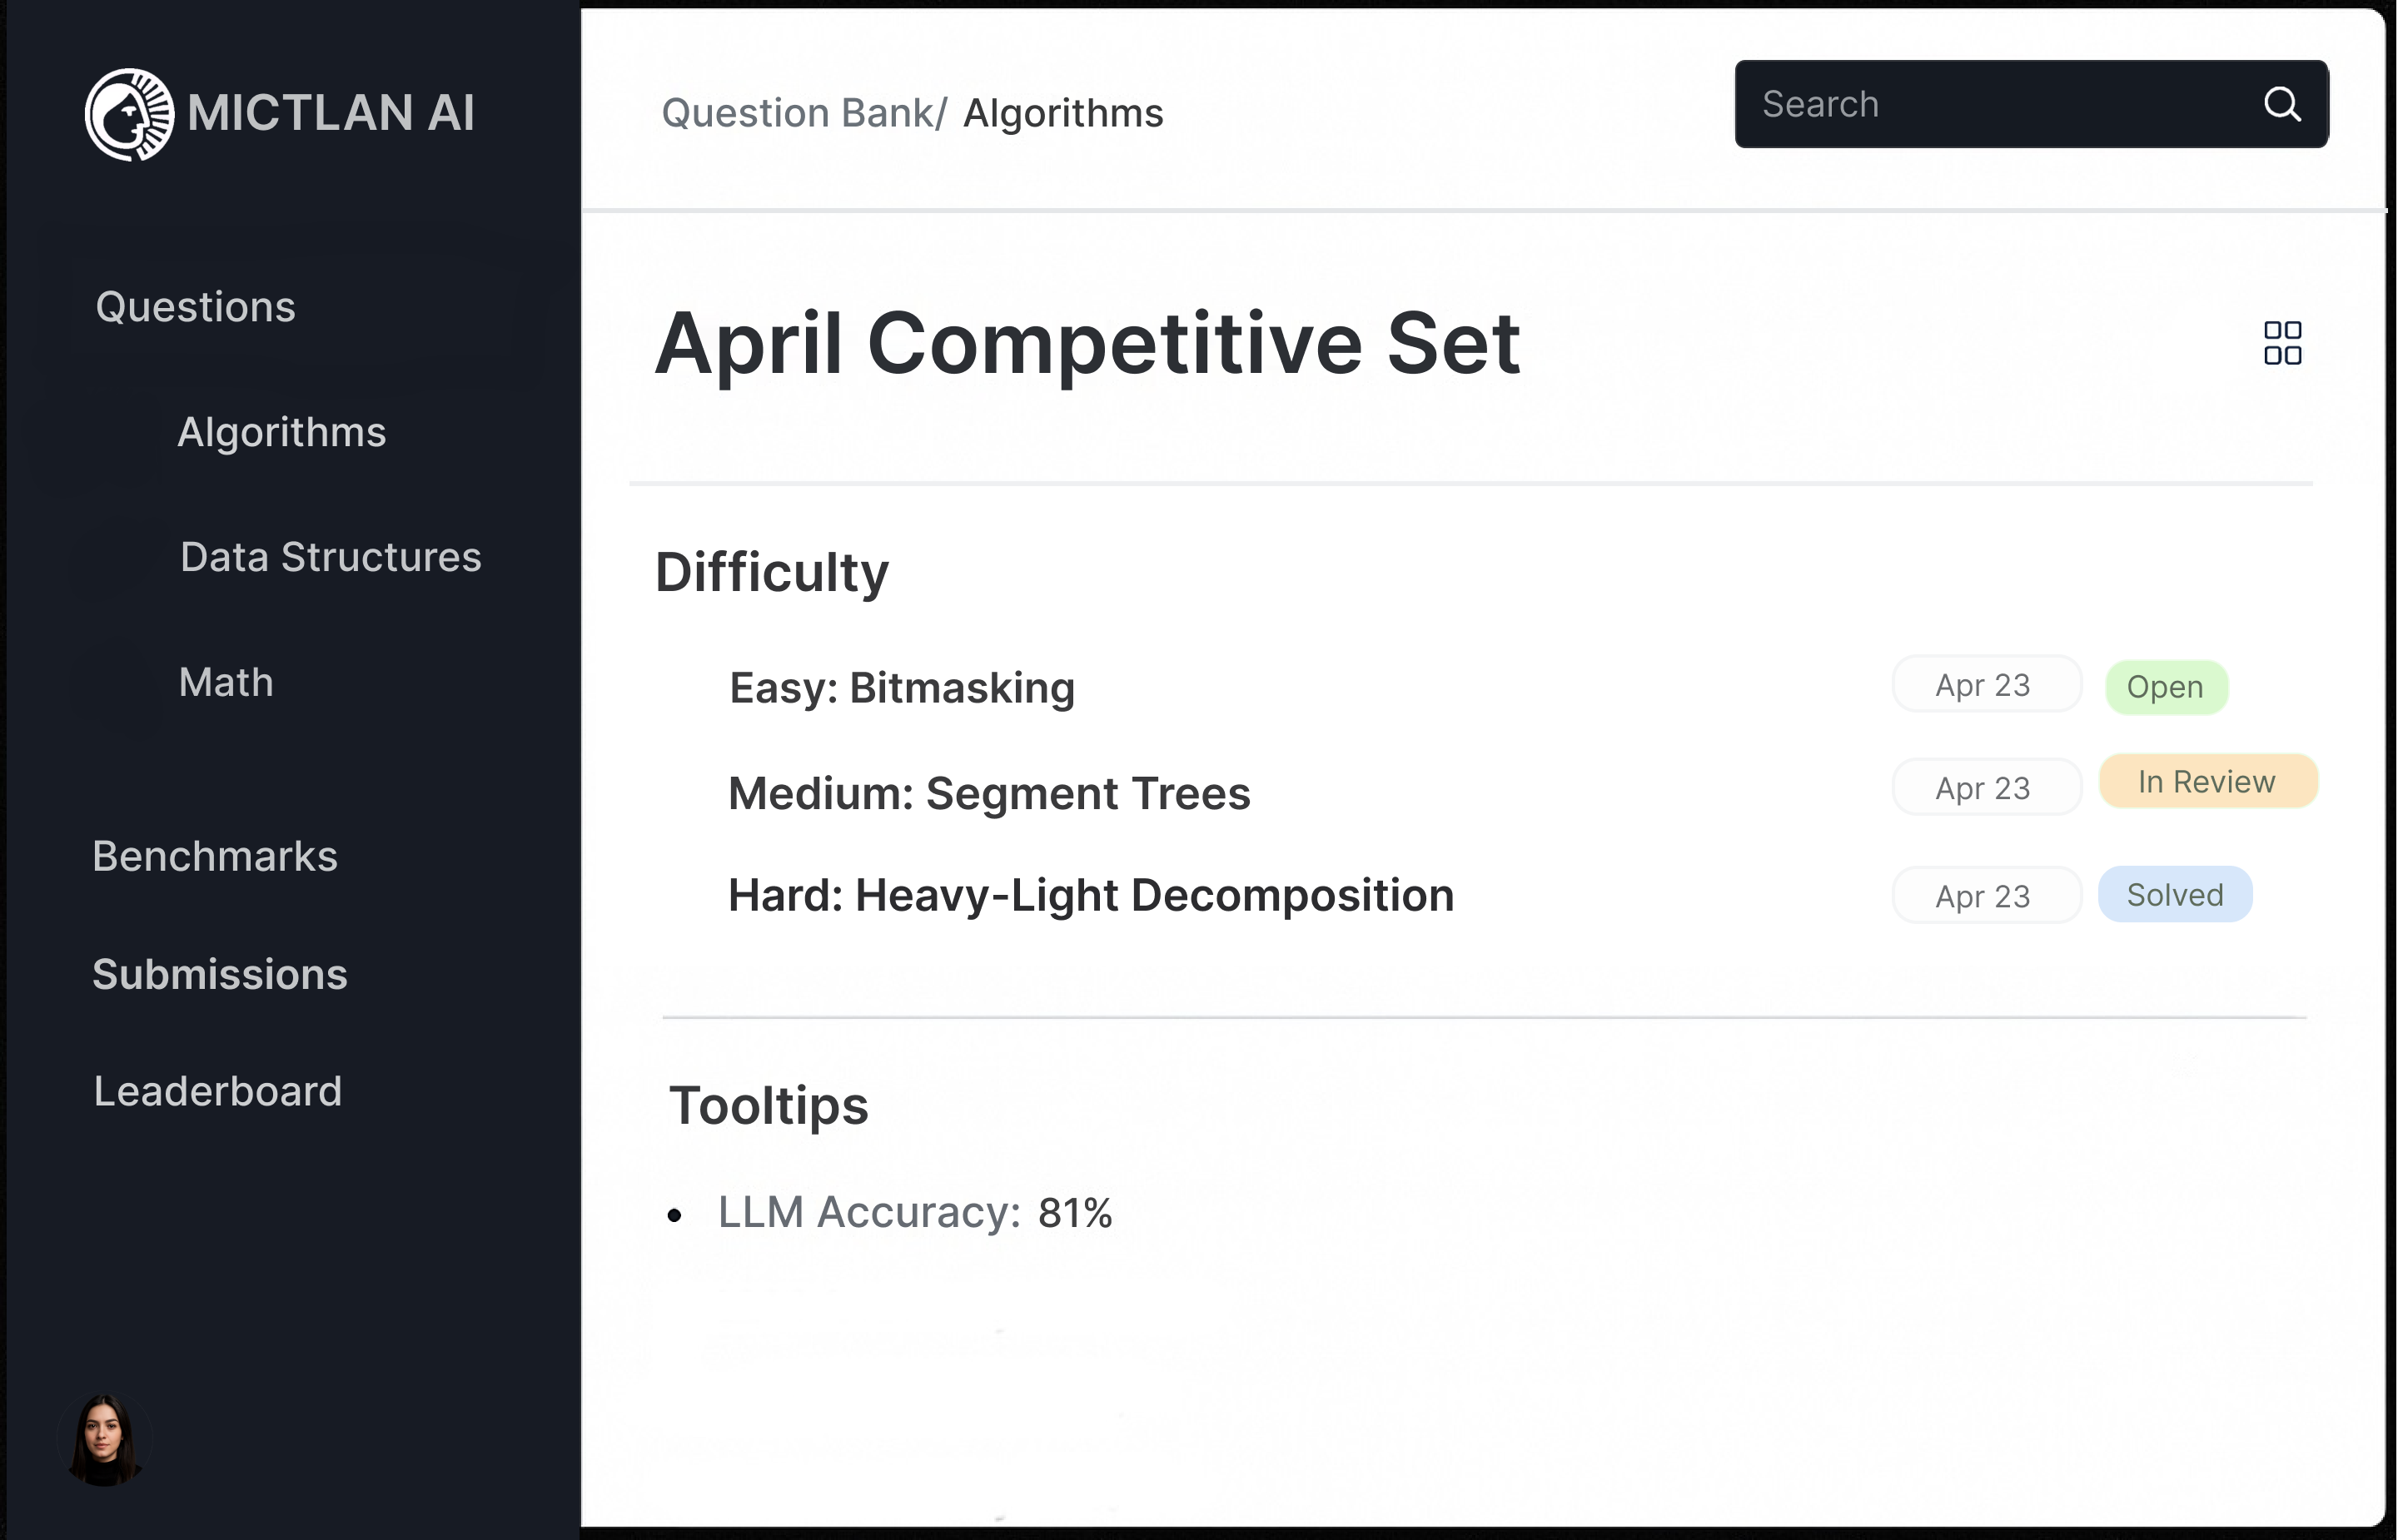 MICTLAN AI
Questions
Algorithms
Data Structures
Math
Benchmarks
Submissions
Leaderboard
Question Bank/ Algorithms
Search
April Competitive Set
Difficulty
Easy: Bitmasking Apr 23 Open
Medium: Segment Trees Apr 23 In Review
Hard: Heavy-Light Decomposition Apr 23 Solved
Tooltips
• LLM Accuracy: 81%